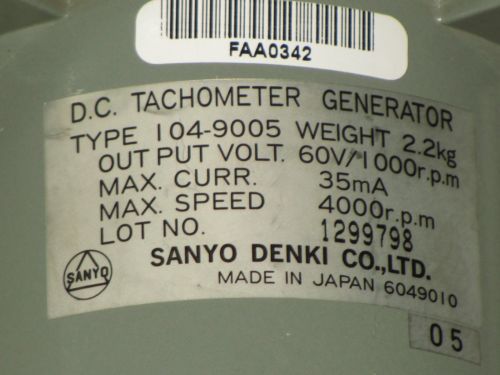 FAA0342
D.C. TACHOMETER GENERATOR
TYPE 104-9005 WEIGHT 2.2kg
OUT PUT VOLT. 60V/1000r.p.m
MAX. CURR. 35mA
MAX. SPEED 4000r.p.m
LOT NO. 1299798
SANYO
SANYO DENKI CO.,LTD.
MADE IN JAPAN 6049010
05